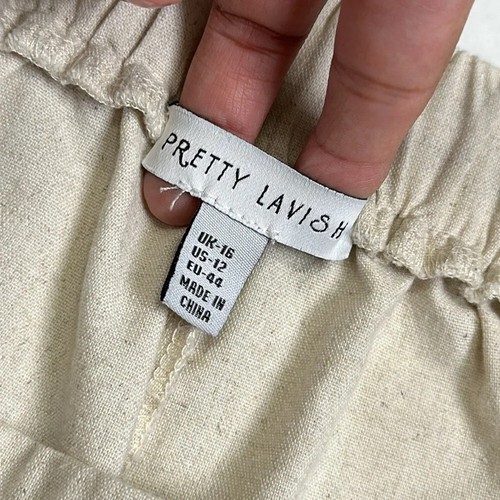 PRETTY LAVISH
UK-16
US-12
EU-44
MADE IN
CHINA